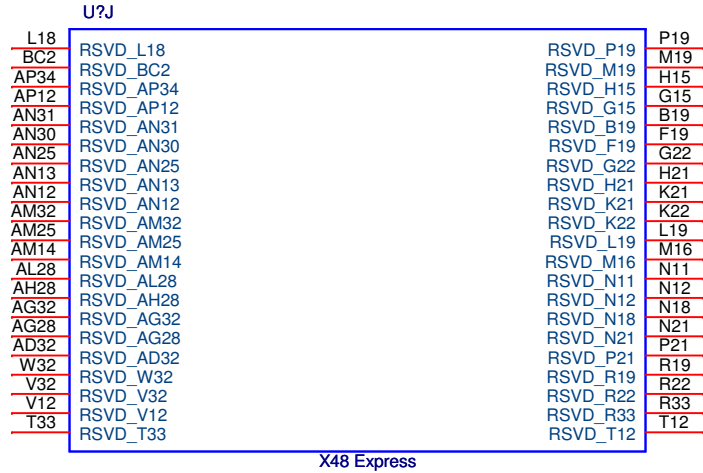 U?J
L18 RSVD_L18 RSVD_P19 P19
BC2 RSVD_BC2 RSVD_M19 M19
AP34 RSVD_AP34 RSVD_H15 H15
AP12 RSVD_AP12 RSVD_G15 G15
AN31 RSVD_AN31 RSVD_B19 B19
AN30 RSVD_AN30 RSVD_F19 F19
AN25 RSVD_AN25 RSVD_G22 G22
AN13 RSVD_AN13 RSVD_H21 H21
AN12 RSVD_AN12 RSVD_K21 K21
AM32 RSVD_AM32 RSVD_K22 K22
AM25 RSVD_AM25 RSVD_L19 L19
AM14 RSVD_AM14 RSVD_M16 M16
AL28 RSVD_AL28 RSVD_N11 N11
AH28 RSVD_AH28 RSVD_N12 N12
AG32 RSVD_AG32 RSVD_N18 N18
AG28 RSVD_AG28 RSVD_N21 N21
AD32 RSVD_AD32 RSVD_P21 P21
W32 RSVD_W32 RSVD_R19 R19
V32 RSVD_V32 RSVD_R22 R22
V12 RSVD_V12 RSVD_R33 R33
T33 RSVD_T33 RSVD_T12 T12
X48 Express